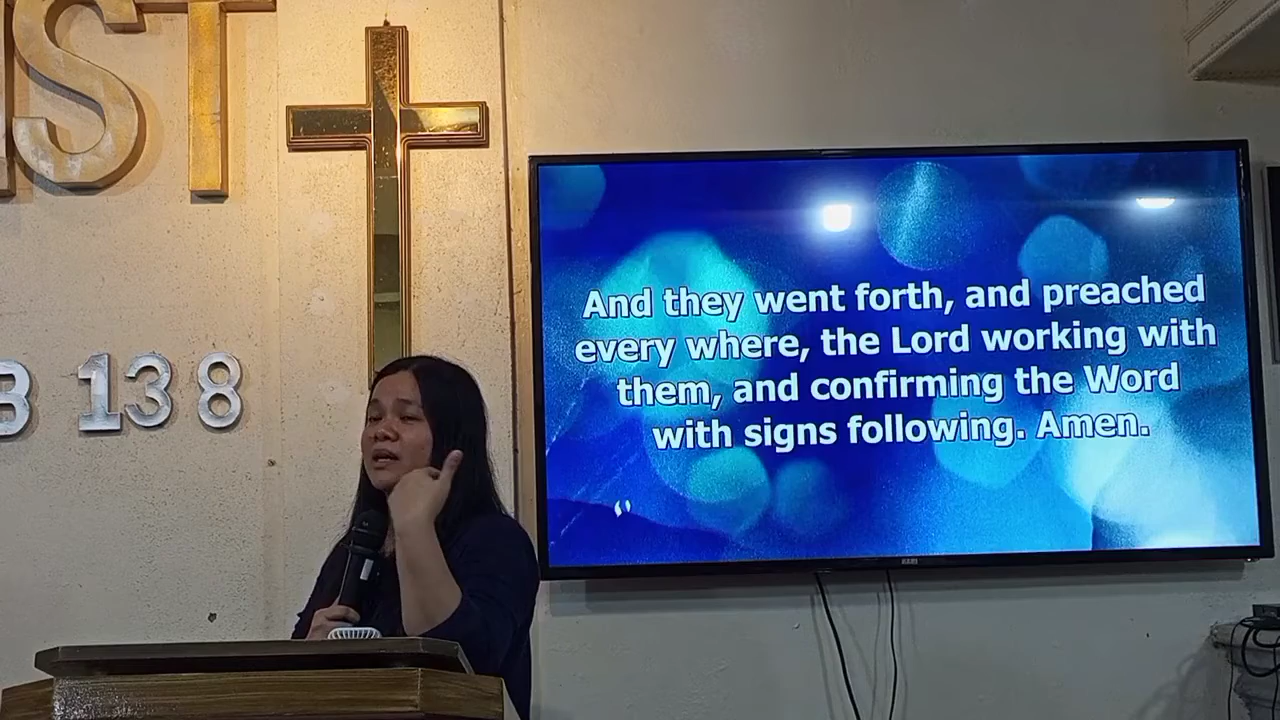 IST
B 138
And they went forth, and preached
every where, the Lord working with
them, and confirming the Word
with signs following. Amen.